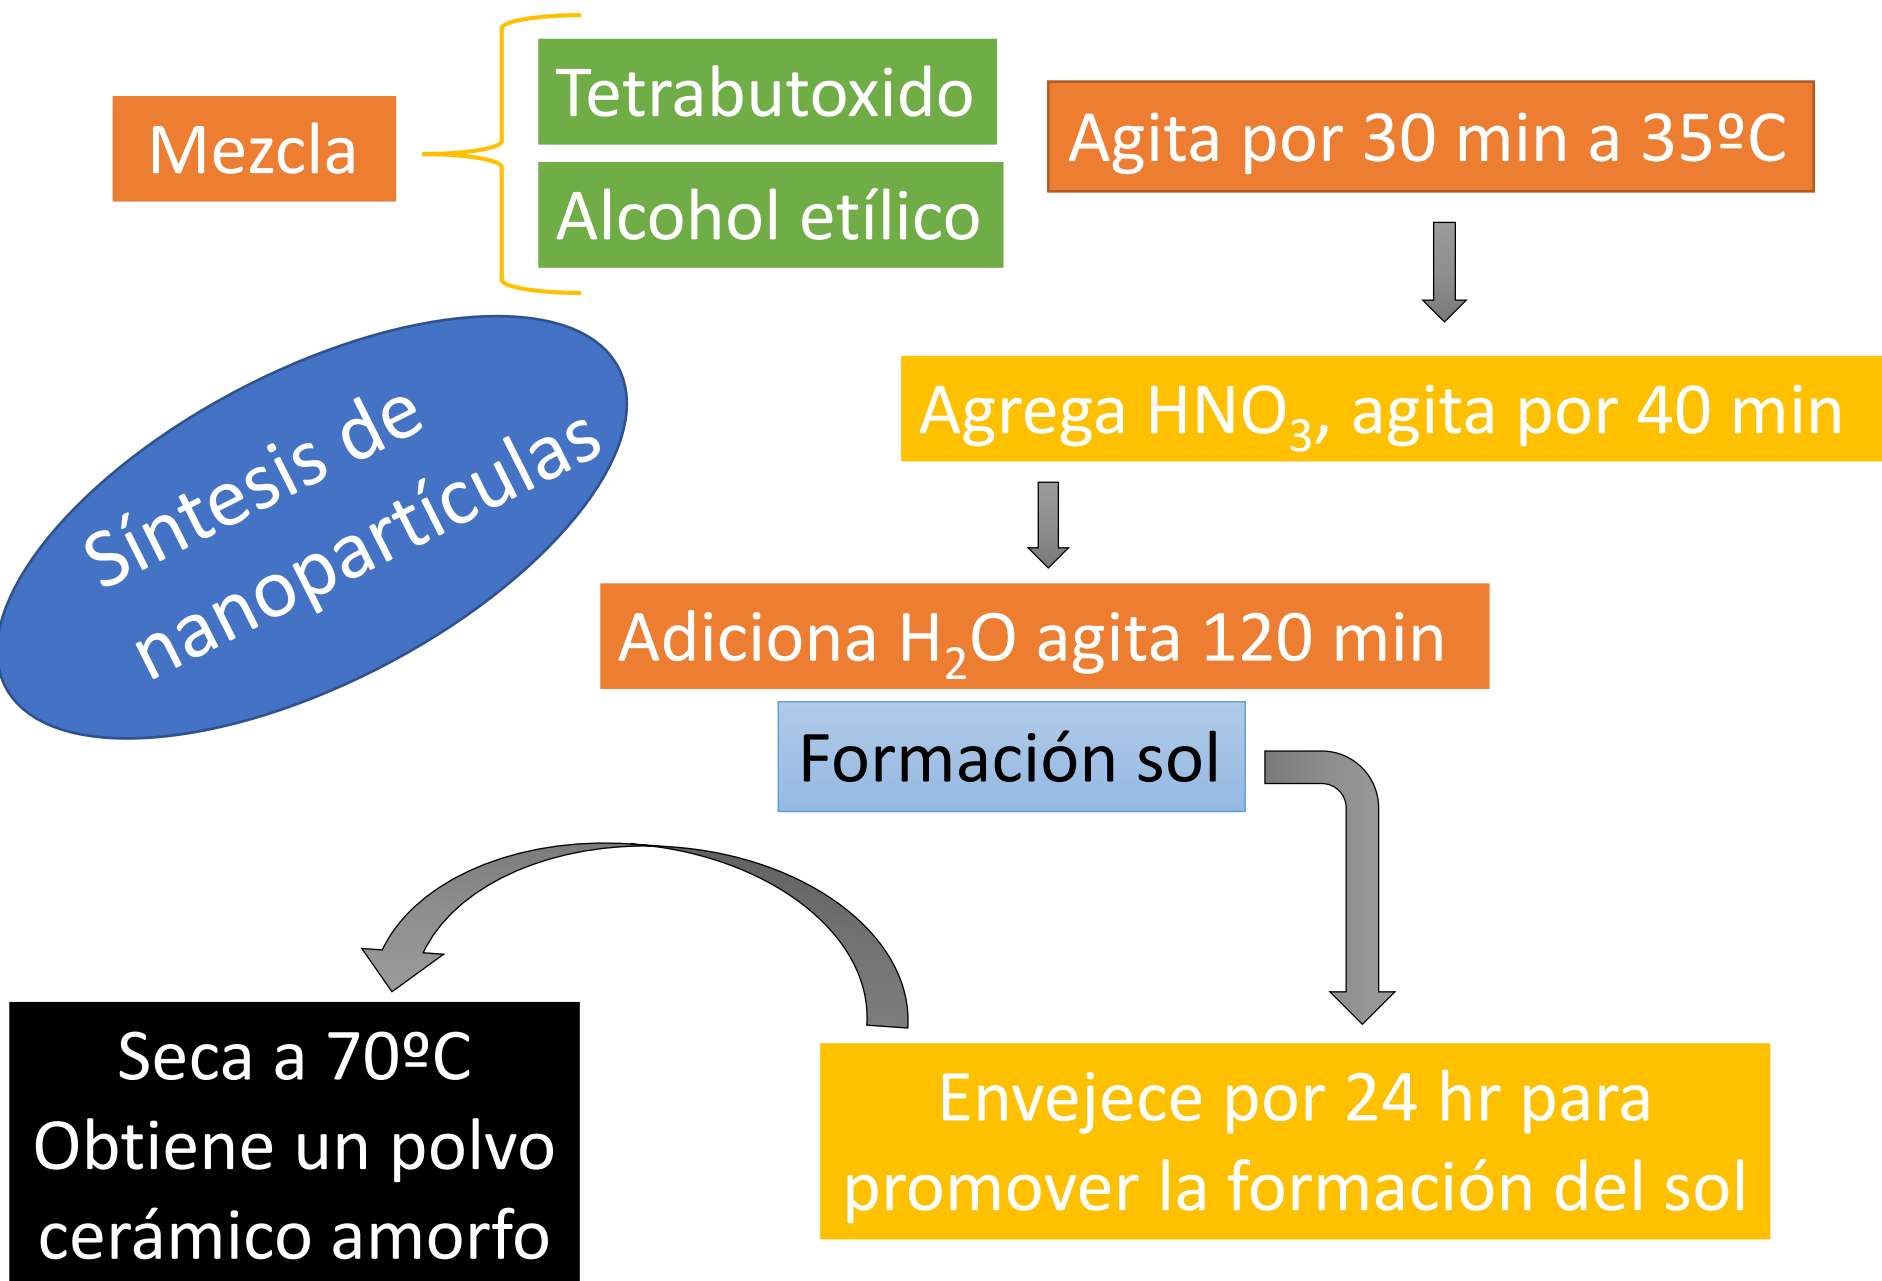 Mezcla
Tetrabutoxido
Alcohol etílico
Agita por 30 min a 35ºC
Agrega HNO₃, agita por 40 min
Síntesis de
nanopartículas
Adiciona H₂O agita 120 min
Formación sol
Envejece por 24 hr para
promover la formación del sol
Seca a 70ºC
Obtiene un polvo
cerámico amorfo